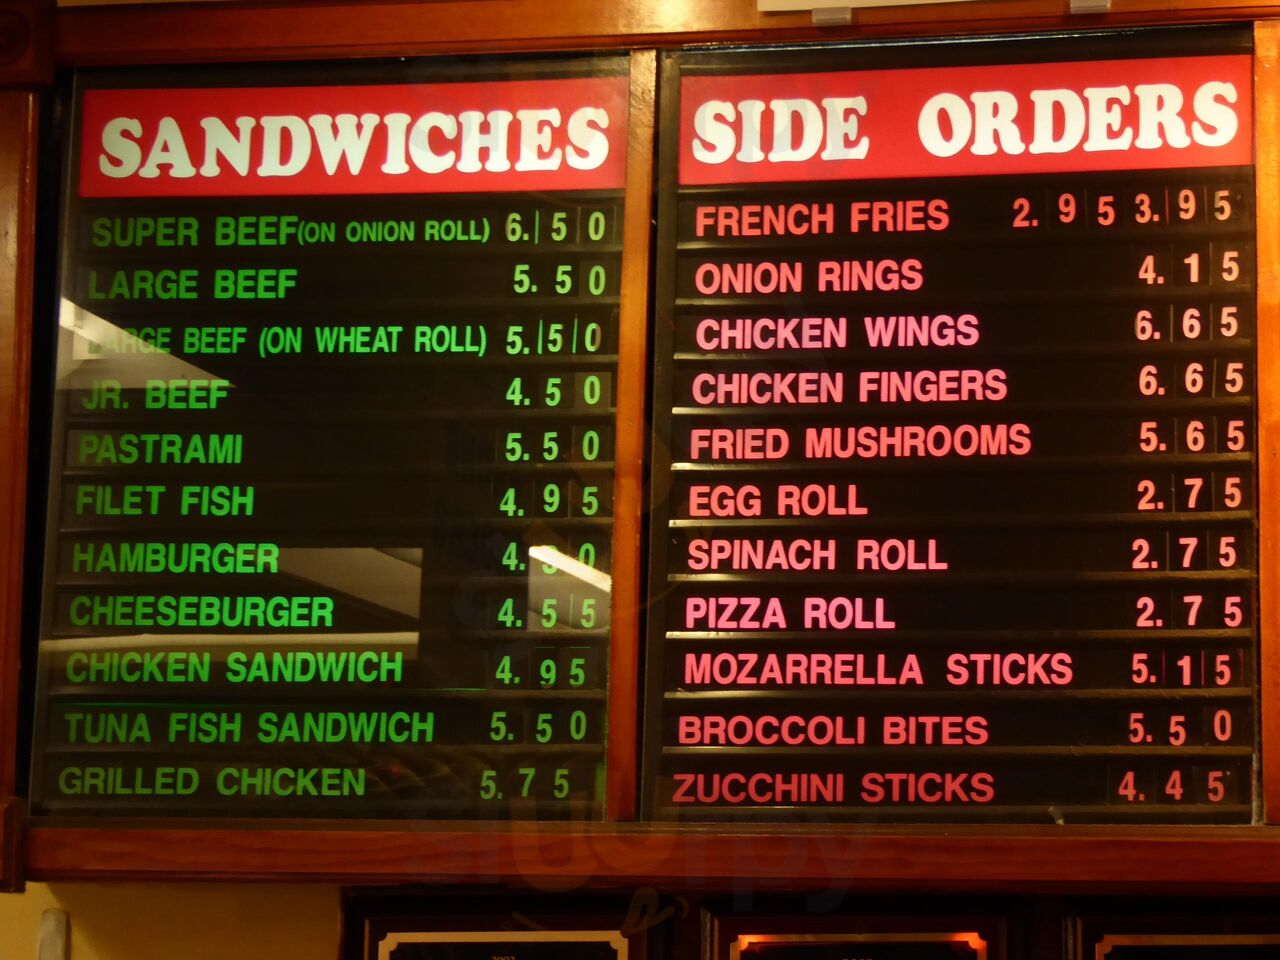 SANDWICHES
SUPER BEEF (ON ONION ROLL) 6.50
LARGE BEEF 5.50
LARGE BEEF (ON WHEAT ROLL) 5.50
JR. BEEF 4.50
PASTRAMI 5.50
FILET FISH 4.95
HAMBURGER
CHEESEBURGER 4.55
CHICKEN SANDWICH 4.95
TUNA FISH SANDWICH 5.50
GRILLED CHICKEN 5.75
SIDE ORDERS
FRENCH FRIES 2.95 3.95
ONION RINGS 4.15
CHICKEN WINGS 6.65
CHICKEN FINGERS 6.65
FRIED MUSHROOMS 5.65
EGG ROLL 2.75
SPINACH ROLL 2.75
PIZZA ROLL 2.75
MOZARRELLA STICKS 5.15
BROCCOLI BITES 5.50
ZUCCHINI STICKS 4.45
sluurpy